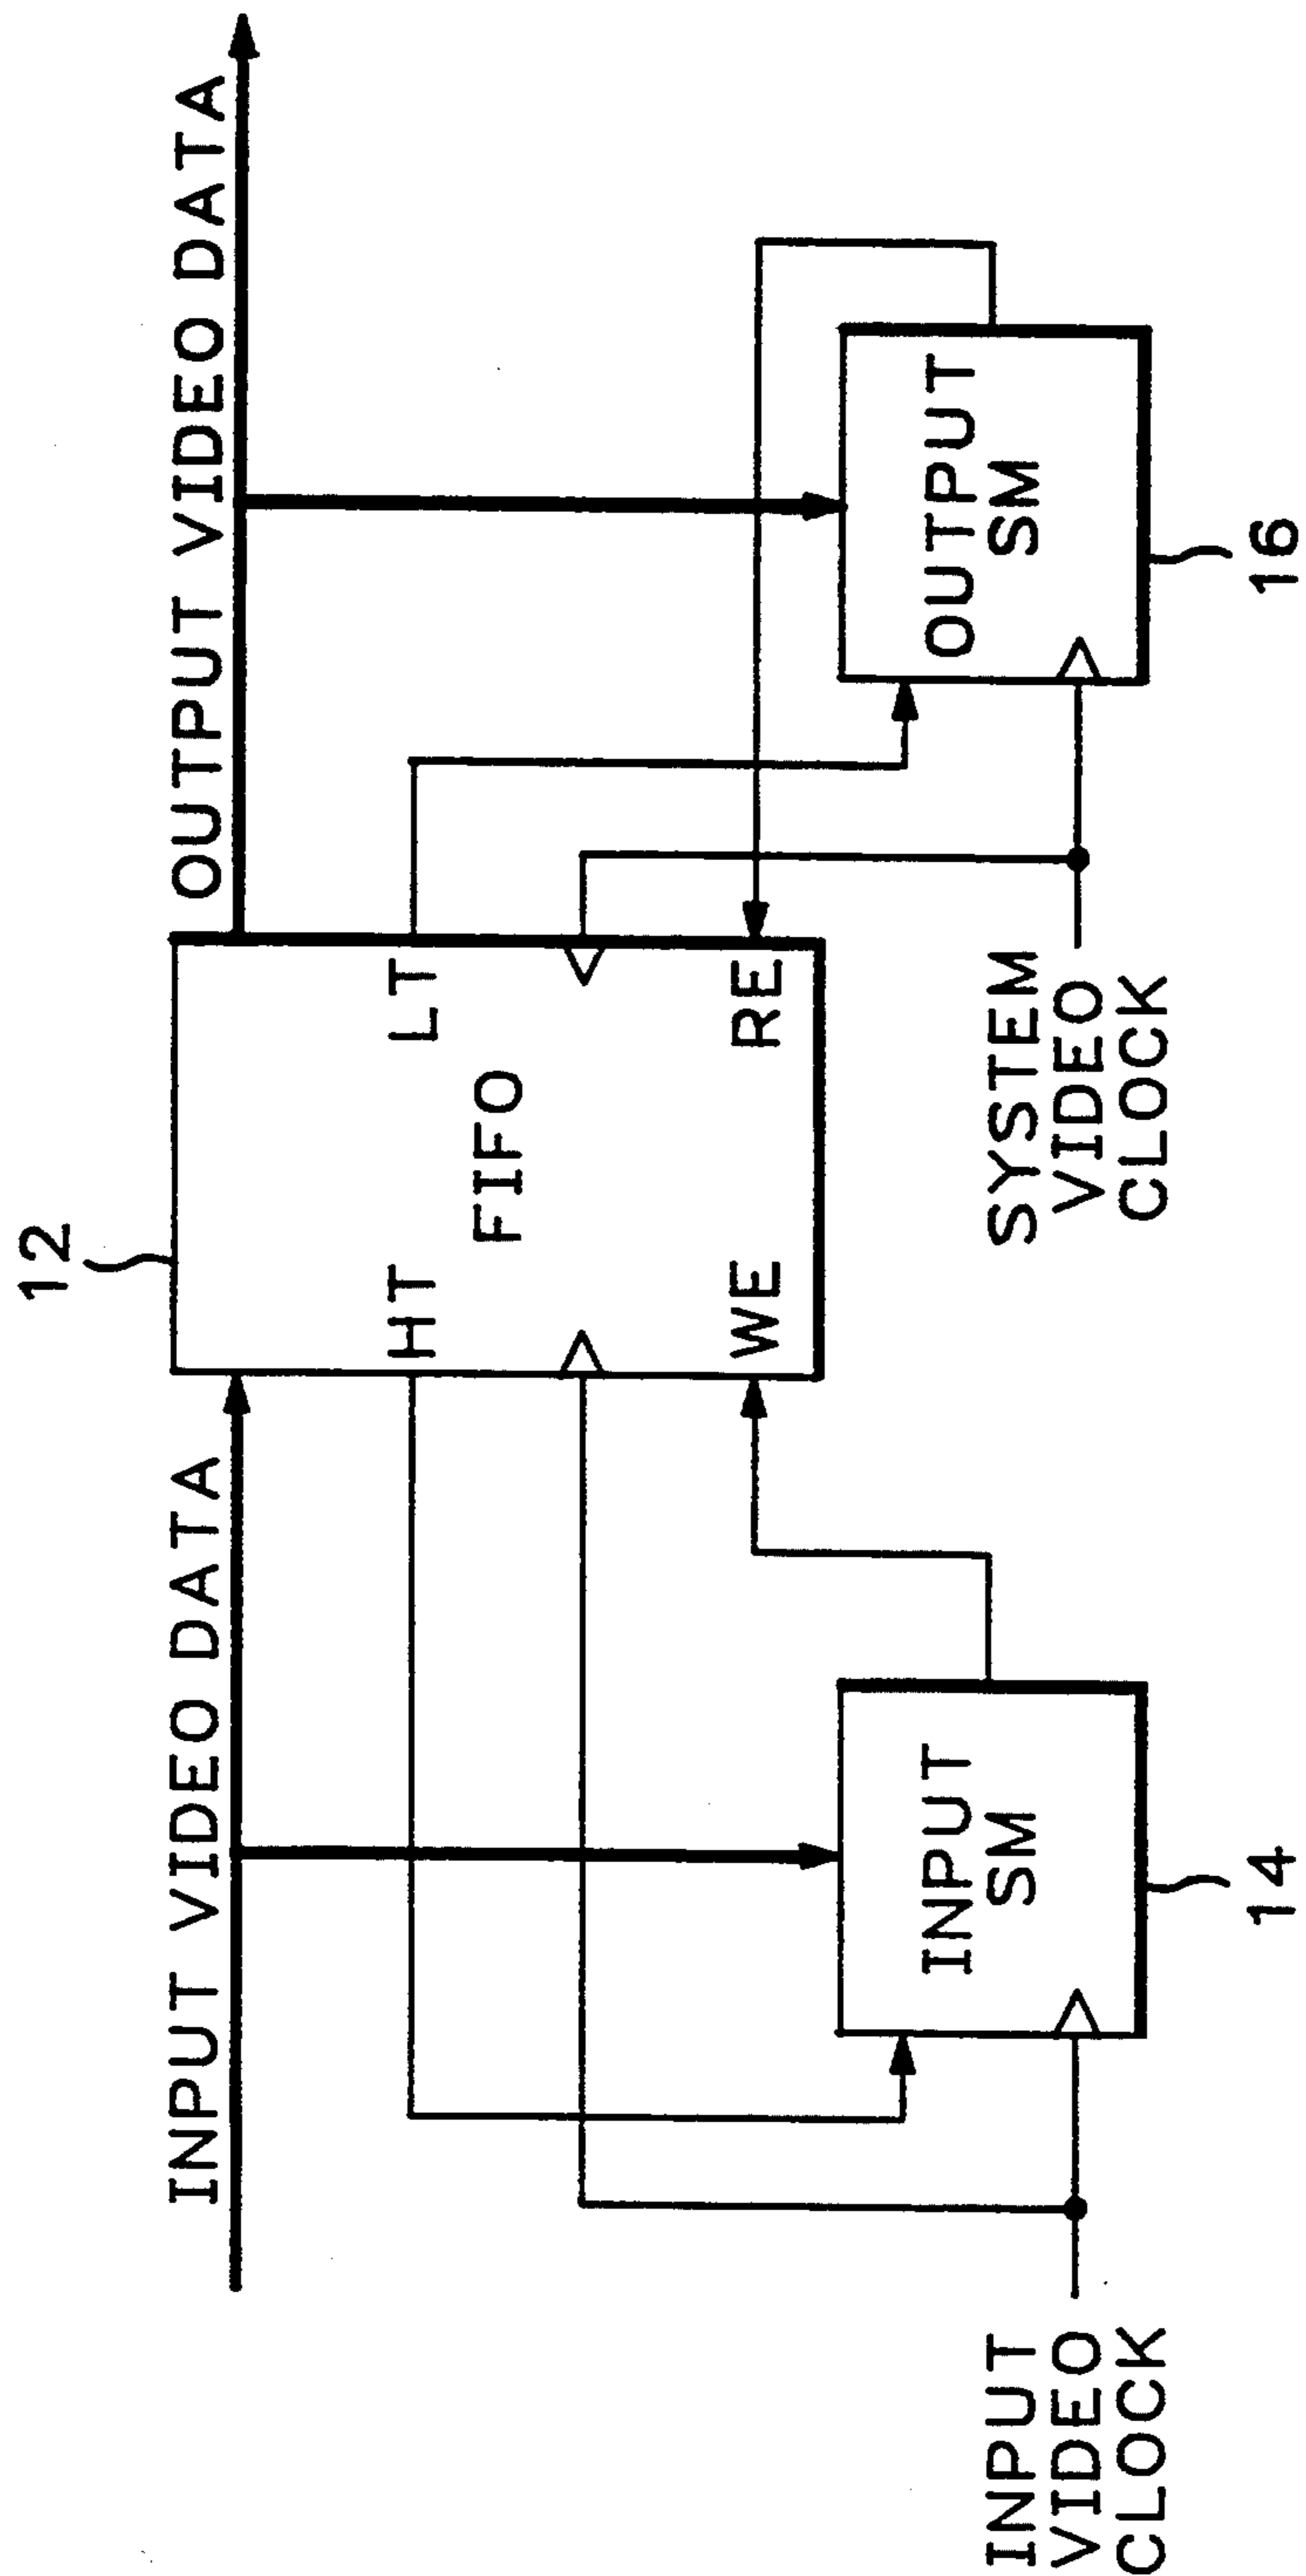 12
INPUT VIDEO DATA
OUTPUT VIDEO DATA
HT
LT
FIFO
WE
RE
INPUT
SM
OUTPUT
SM
INPUT
VIDEO
CLOCK
SYSTEM
VIDEO
CLOCK
14
16